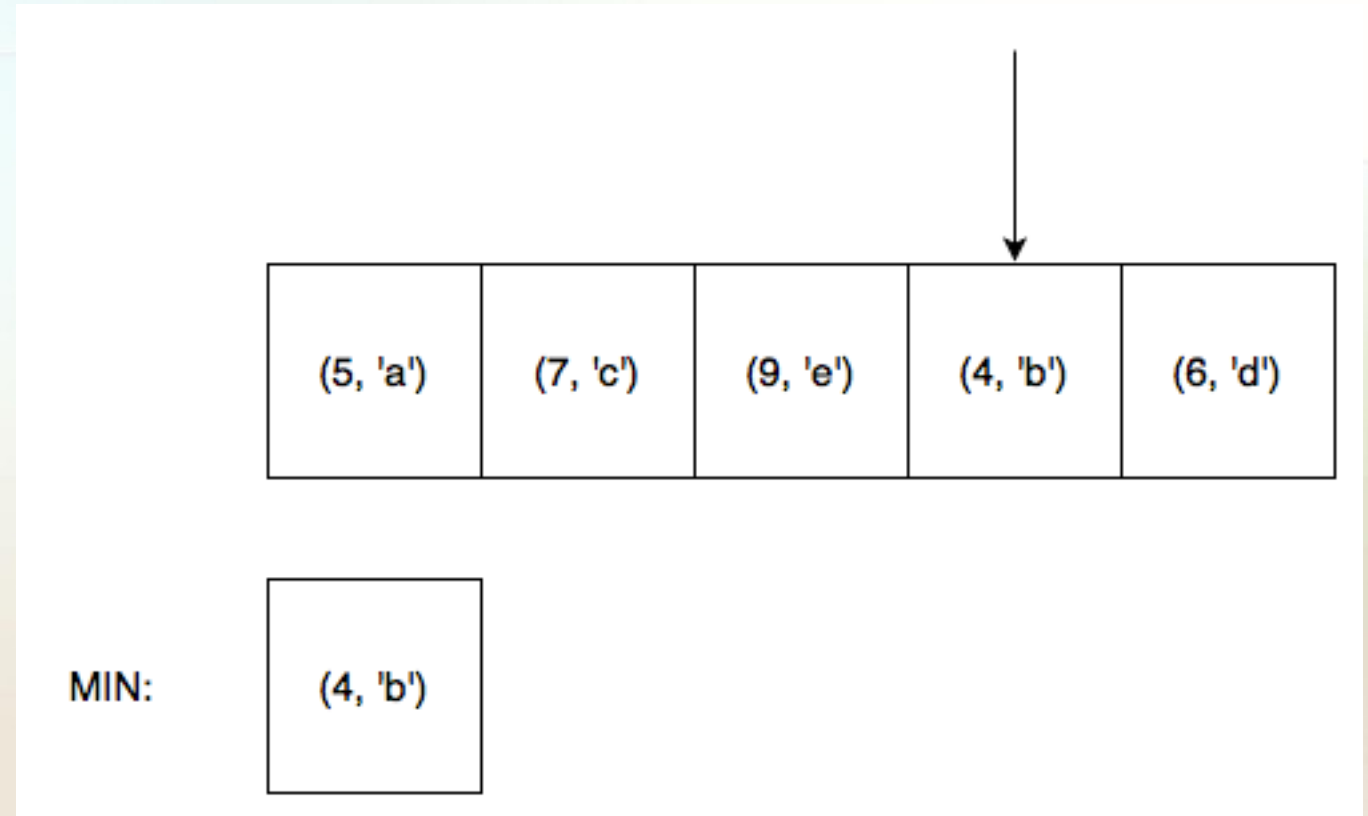 (5, 'a') (7, 'c') (9, 'e') (4, 'b') (6, 'd')
MIN: (4, 'b')